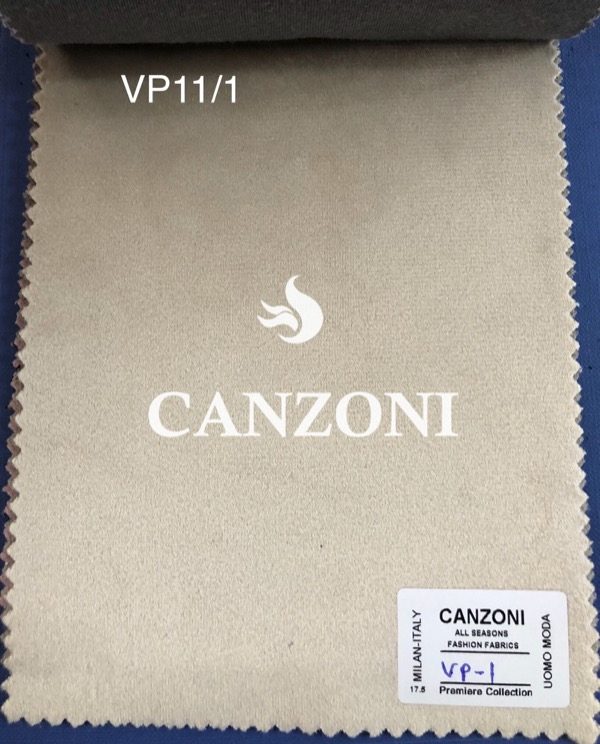 VP11/1
CANZONI
MILAN-ITALY
17.5
CANZONI
ALL SEASONS
FASHION FABRICS
VP-1
Premiere Collection
UOMO MODA